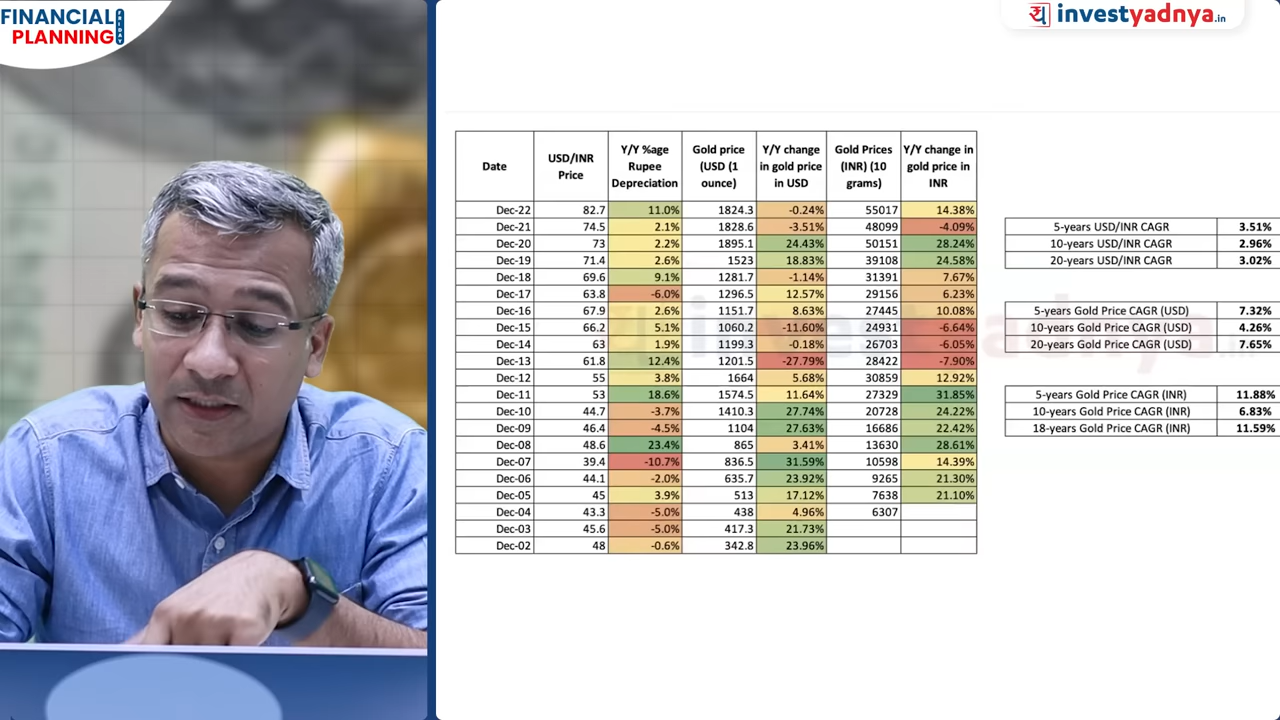 FINANCIAL
PLANNING
FRIDAY
investyadnya.in
Date USD/INR Price Y/Y %age Rupee Depreciation Gold price (USD (1 ounce) Y/Y change in gold price in USD Gold Prices (INR) (10 grams) Y/Y change in gold price in INR
Dec-22 82.7 11.0% 1824.3 -0.24% 55017 14.38%
Dec-21 74.5 2.1% 1828.6 -3.51% 48099 -4.09%
Dec-20 73 2.2% 1895.1 24.43% 50151 28.24%
Dec-19 71.4 2.6% 1523 18.83% 39108 24.58%
Dec-18 69.6 9.1% 1281.7 -1.14% 31391 7.67%
Dec-17 63.8 -6.0% 1296.5 12.57% 29156 6.23%
Dec-16 67.9 2.6% 1151.7 8.63% 27445 10.08%
Dec-15 66.2 5.1% 1060.2 -11.60% 24931 -6.64%
Dec-14 63 1.9% 1199.3 -0.18% 26703 -6.05%
Dec-13 61.8 12.4% 1201.5 -27.79% 28422 -7.90%
Dec-12 55 3.8% 1664 5.68% 30859 12.92%
Dec-11 53 18.6% 1574.5 11.64% 27329 31.85%
Dec-10 44.7 -3.7% 1410.3 27.74% 20728 24.22%
Dec-09 46.4 -4.5% 1104 27.63% 16686 22.42%
Dec-08 48.6 23.4% 865 3.41% 13630 28.61%
Dec-07 39.4 -10.7% 836.5 31.59% 10598 14.39%
Dec-06 44.1 -2.0% 635.7 23.92% 9265 21.30%
Dec-05 45 3.9% 513 17.12% 7638 21.10%
Dec-04 43.3 -5.0% 438 4.96% 6307
Dec-03 45.6 -5.0% 417.3 21.73%
Dec-02 48 -0.6% 342.8 23.96%
5-years USD/INR CAGR 3.51%
10-years USD/INR CAGR 2.96%
20-years USD/INR CAGR 3.02%
5-years Gold Price CAGR (USD) 7.32%
10-years Gold Price CAGR (USD) 4.26%
20-years Gold Price CAGR (USD) 7.65%
5-years Gold Price CAGR (INR) 11.88%
10-years Gold Price CAGR (INR) 6.83%
18-years Gold Price CAGR (INR) 11.59%